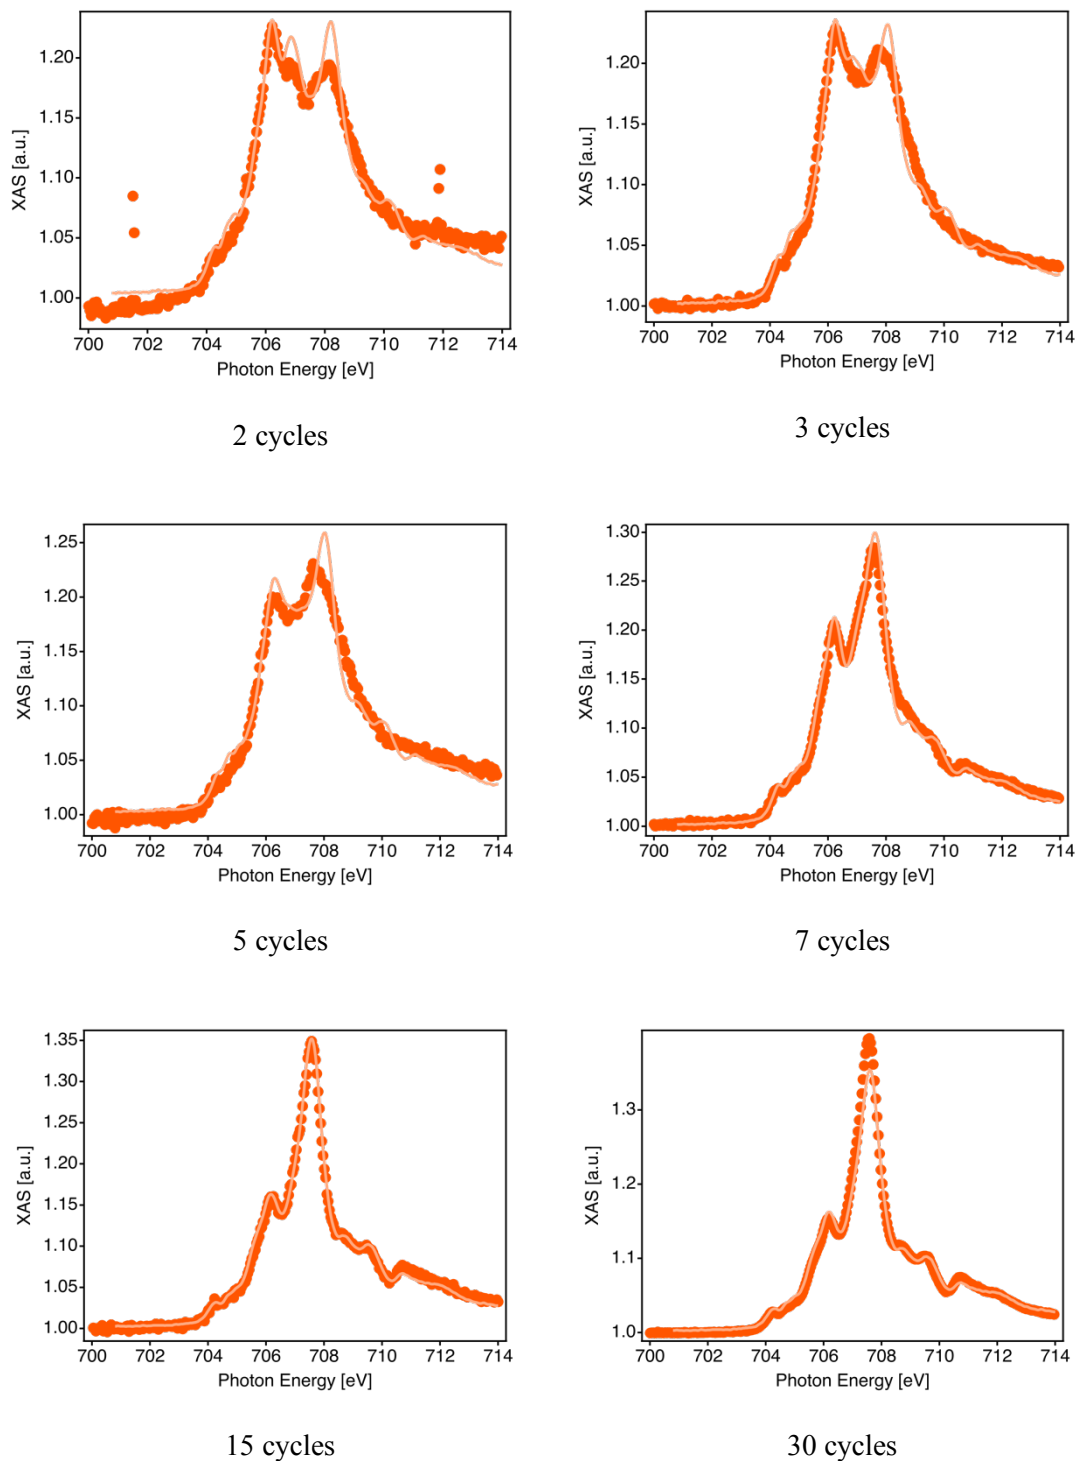 XAS [a.u.]
1.20
1.15
1.10
1.05
1.00
700 702 704 706 708 710 712 714
Photon Energy [eV]
2 cycles
XAS [a.u.]
1.20
1.15
1.10
1.05
1.00
700 702 704 706 708 710 712 714
Photon Energy [eV]
3 cycles
XAS [a.u.]
1.25
1.20
1.15
1.10
1.05
1.00
700 702 704 706 708 710 712 714
Photon Energy [eV]
5 cycles
XAS [a.u.]
1.30
1.25
1.20
1.15
1.10
1.05
1.00
700 702 704 706 708 710 712 714
Photon Energy [eV]
7 cycles
XAS [a.u.]
1.35
1.30
1.25
1.20
1.15
1.10
1.05
1.00
700 702 704 706 708 710 712 714
Photon Energy [eV]
15 cycles
XAS [a.u.]
1.3
1.2
1.1
1.0
700 702 704 706 708 710 712 714
Photon Energy [eV]
30 cycles